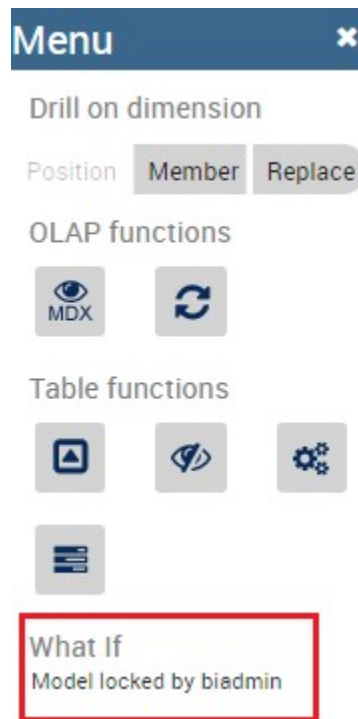 Menu
Drill on dimension
Position Member Replace
OLAP functions
MDX
Table functions
What If
Model locked by biadmin